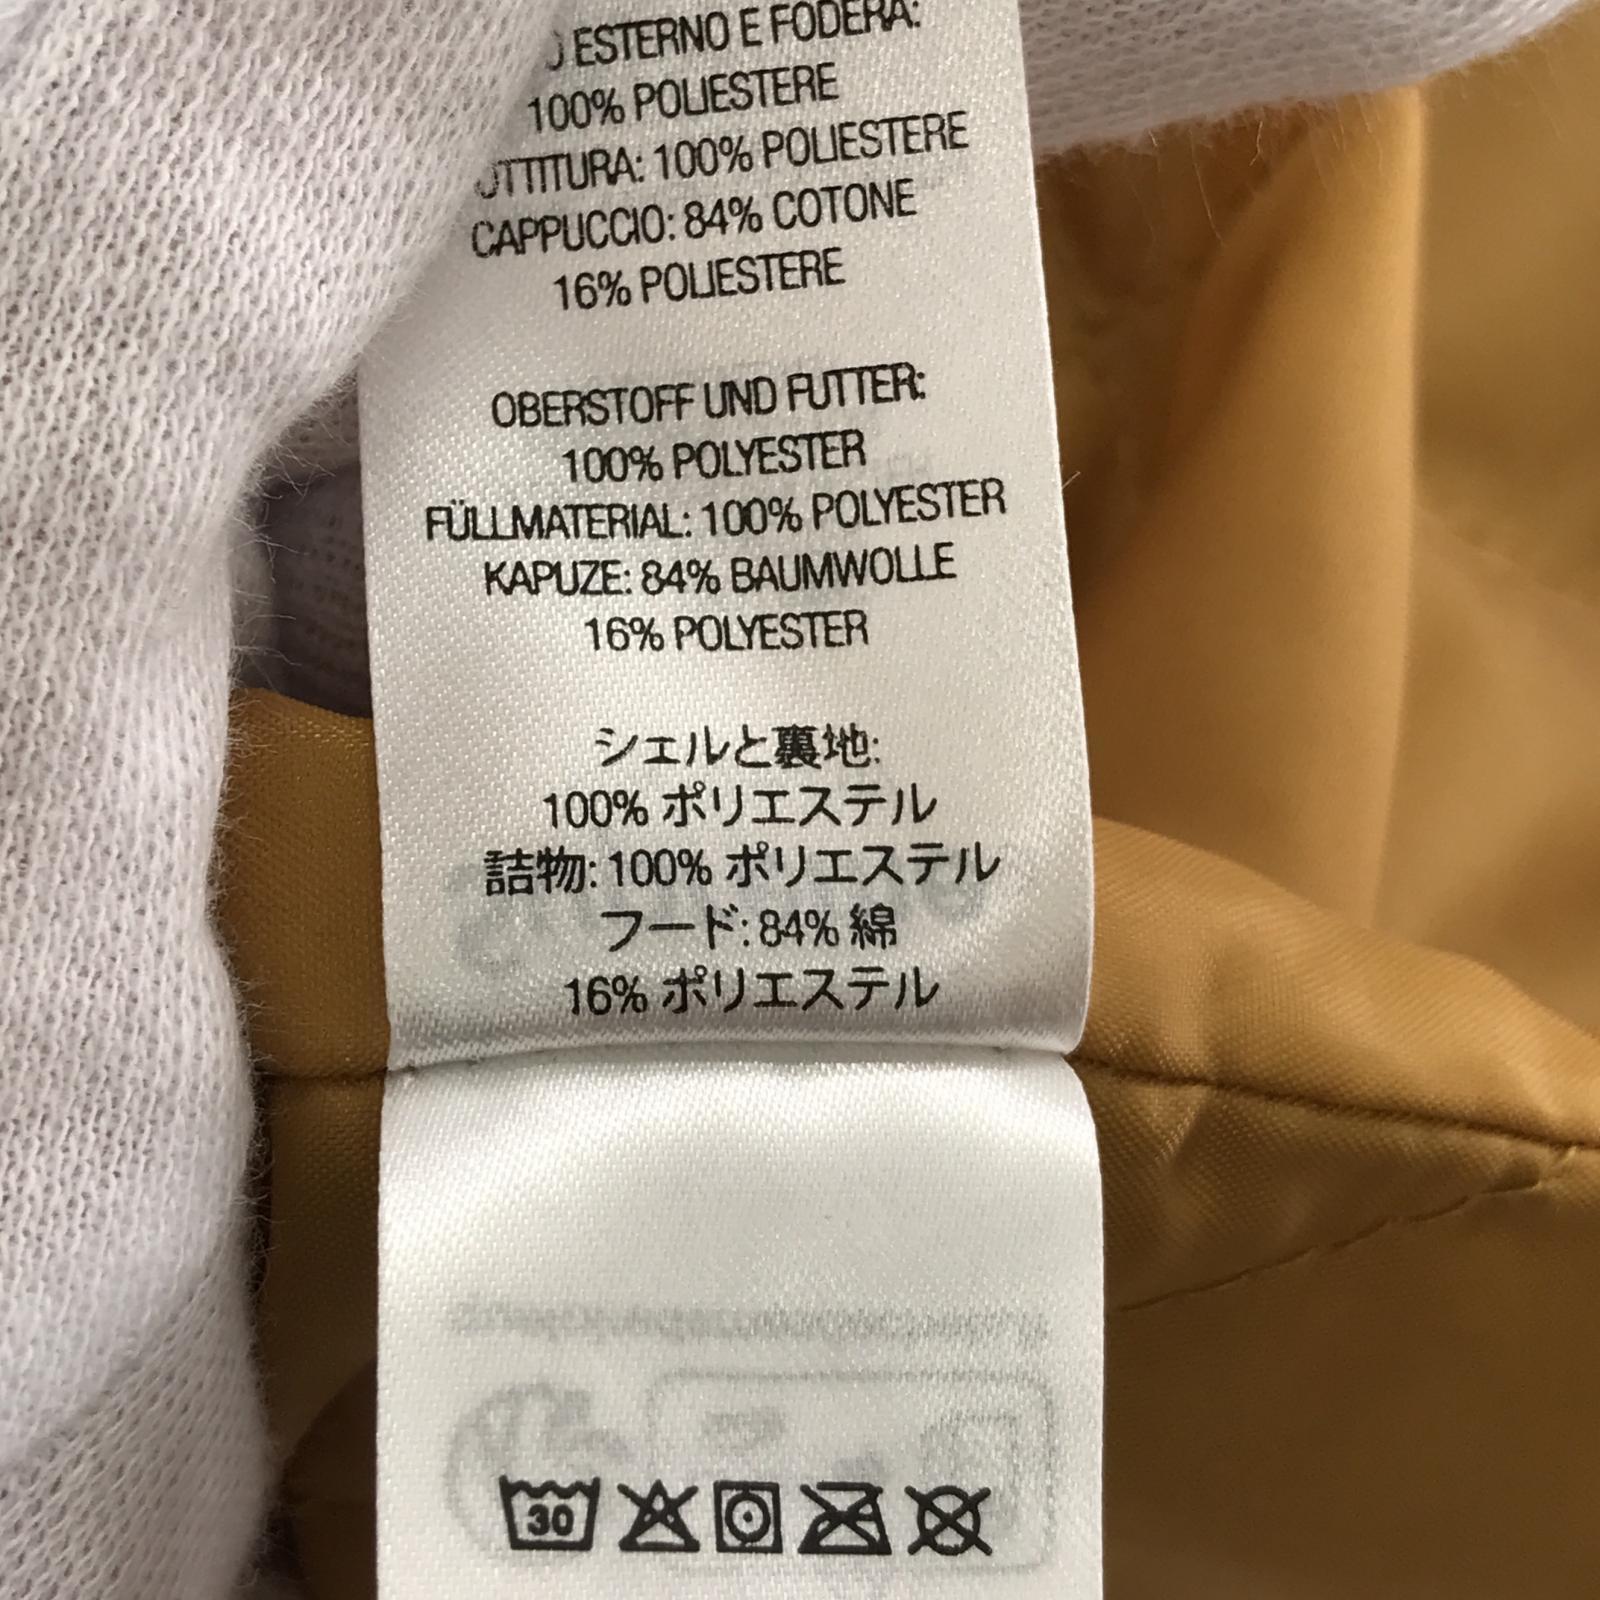 ESTERNO E FODERA:
100% POLIESTERE
100% POLIESTERE
CAPPUCCIO: 84% COTONE
16% POLIESTERE
OBERSTOFF UND FUTTER:
100% POLYESTER
FÜLLMATERIAL: 100% POLYESTER
KAPUZE: 84% BAUMWOLLE
16% POLYESTER
シェルと裏地:
100% ポリエステル
詰物: 100% ポリエステル
フード: 84% 綿
16% ポリエステル
30